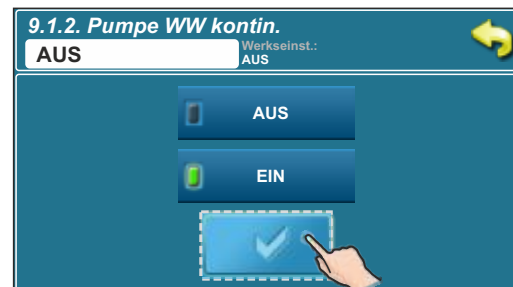 9.1.2. Pumpe WW kontin.
AUS
Werkseinst.:
AUS
AUS
EIN